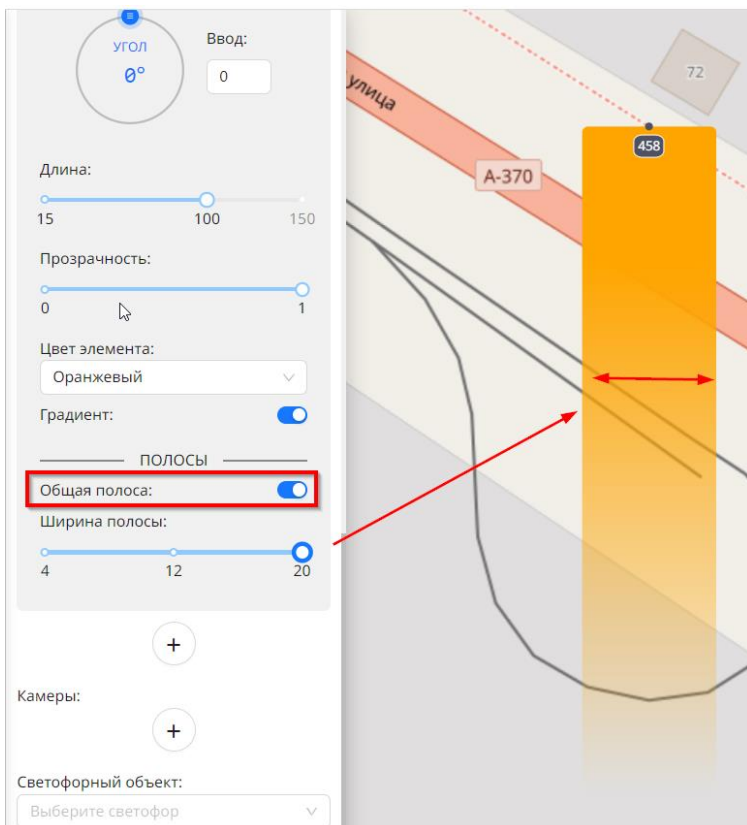 УГОЛ
0°
Ввод:
0
Длина:
15 100 150
Прозрачность:
0 1
Цвет элемента:
Оранжевый
Градиент:
ПОЛОСЫ
Общая полоса:
Ширина полосы:
4 12 20
+
Камеры:
+
Светофорный объект:
Выберите светофор
улица
А-370
72
458